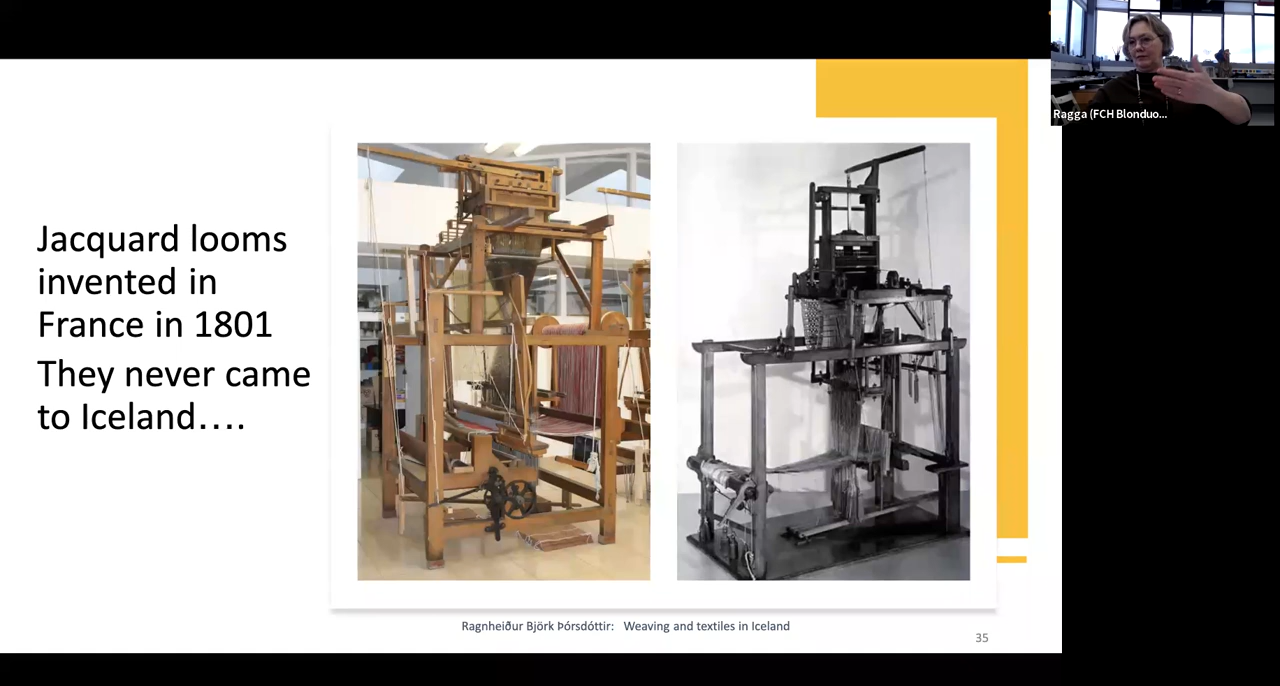 Jacquard looms
invented in
France in 1801
They never came
to Iceland….
Ragnheiður Björk Þórsdóttir:   Weaving and textiles in Iceland
35
Ragga (FCH Blonduo...